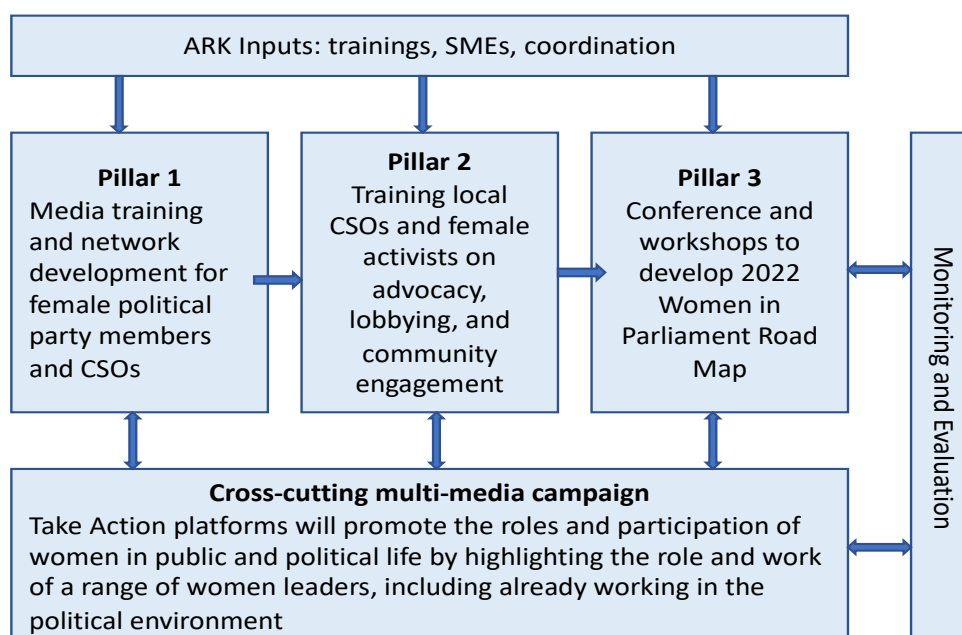 ARK Inputs: trainings, SMEs, coordination
Pillar 1
Media training
and network
development for
female political
party members
and CSOs
Pillar 2
Training local
CSOs and female
activists on
advocacy,
lobbying, and
community
engagement
Pillar 3
Conference and
workshops to
develop 2022
Women in
Parliament Road
Map
Monitoring and Evaluation
Cross-cutting multi-media campaign
Take Action platforms will promote the roles and participation of
women in public and political life by highlighting the role and work
of a range of women leaders, including already working in the
political environment